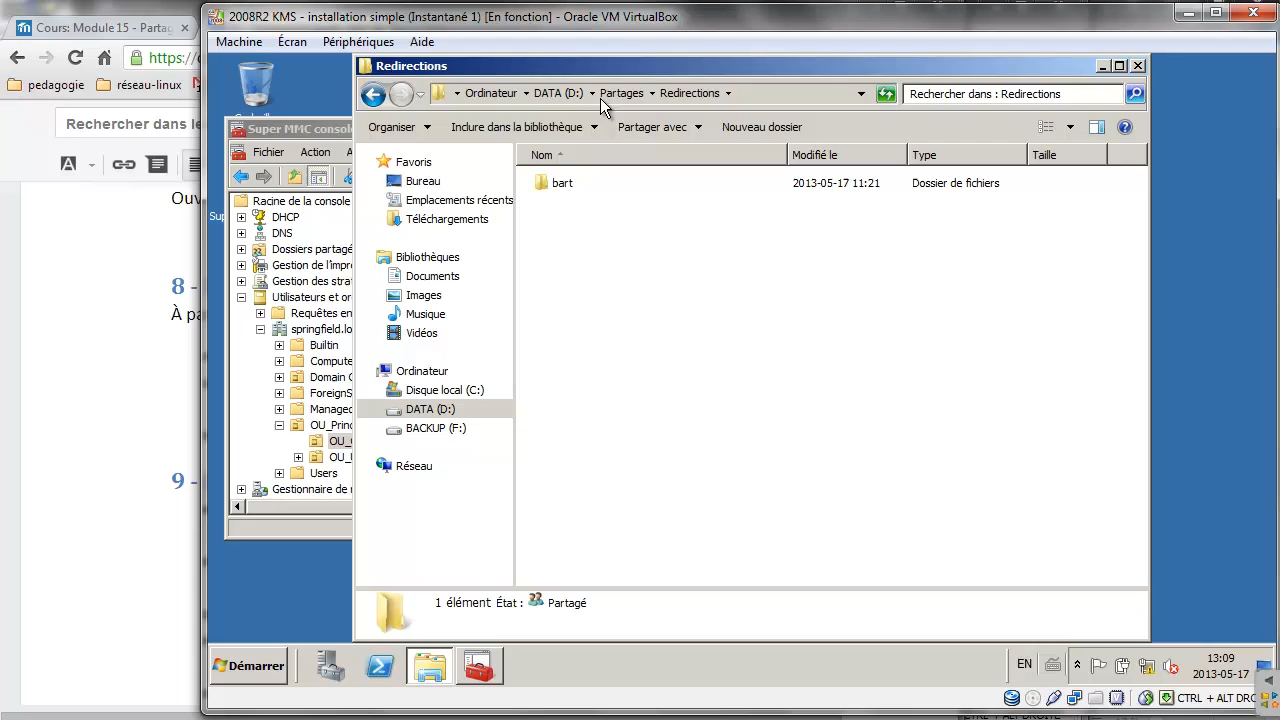 Cours: Module 15 - Partag
https://
pedagogie
réseau-linux
Rechercher dans le
Ouv
8 -
À pa
9 -
2008R2 KMS - installation simple (Instantané 1) [En fonction] - Oracle VM VirtualBox
Machine Écran Périphériques Aide
Super MMC console
Fichier Action A
Racine de la console
DHCP
DNS
Dossiers partagé
Gestion de l'impre
Gestion des strat
Utilisateurs et or
Requêtes en
springfield.lo
Builtin
Compute
Domain C
ForeignS
Managed
OU_Princ
OU_
OU_
Users
Gestionnaire de
Redirections
Ordinateur DATA (D:) Partages Redirections
Rechercher dans : Redirections
Organiser Inclure dans la bibliothèque Partager avec Nouveau dossier
Favoris
Bureau
Emplacements récents
Téléchargements
Bibliothèques
Documents
Images
Musique
Vidéos
Ordinateur
Disque local (C:)
DATA (D:)
BACKUP (F:)
Réseau
Nom Modifié le Type Taille
bart 2013-05-17 11:21 Dossier de fichiers
1 élément État : Partagé
Démarrer
EN
13:09
2013-05-17
CTRL + ALT DRO